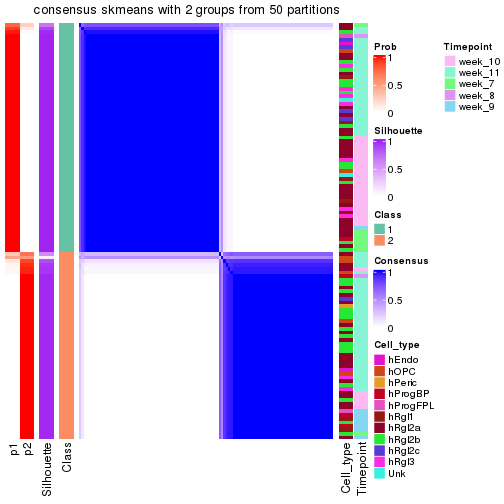 consensus skmeans with 2 groups from 50 partitions
Prob
1
0.5
0
Silhouette
1
0.5
0
Class
1
2
Consensus
1
0.5
0
Cell_type
hEndo
hOPC
hPeric
hProgBP
hProgFPL
hRgl1
hRgl2a
hRgl2b
hRgl2c
hRgl3
Unk
Timepoint
week_10
week_11
week_7
week_8
week_9
p1
p2
Silhouette
Class
Cell_type
Timepoint